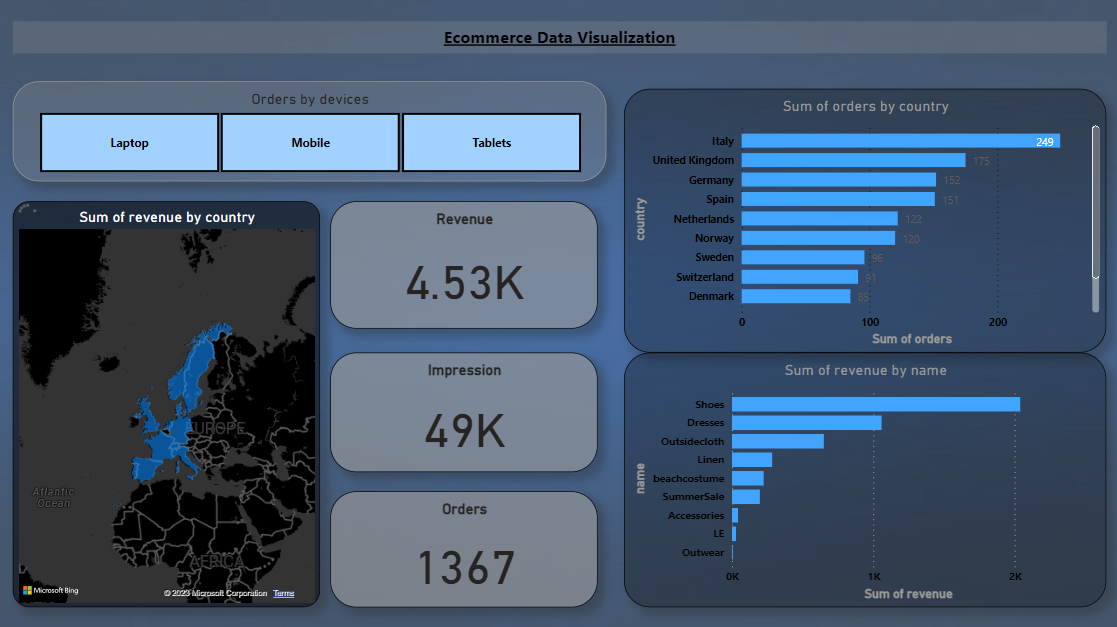 Ecommerce Data Visualization
Orders by devices
Laptop
Mobile
Tablets
Sum of revenue by country
EUROPE
Atlantic
Ocean
AFRICA
Microsoft Bing
© 2023 Microsoft Corporation Terms
Revenue
4.53K
Impression
49K
Orders
1367
Sum of orders by country
country
Italy 249
United Kingdom 175
Germany 152
Spain 151
Netherlands 122
Norway 120
Sweden 96
Switzerland 91
Denmark 85
0 100 200
Sum of orders
Sum of revenue by name
name
Shoes
Dresses
Outsidecloth
Linen
beachcostume
SummerSale
Accessories
LE
Outwear
0K 1K 2K
Sum of revenue